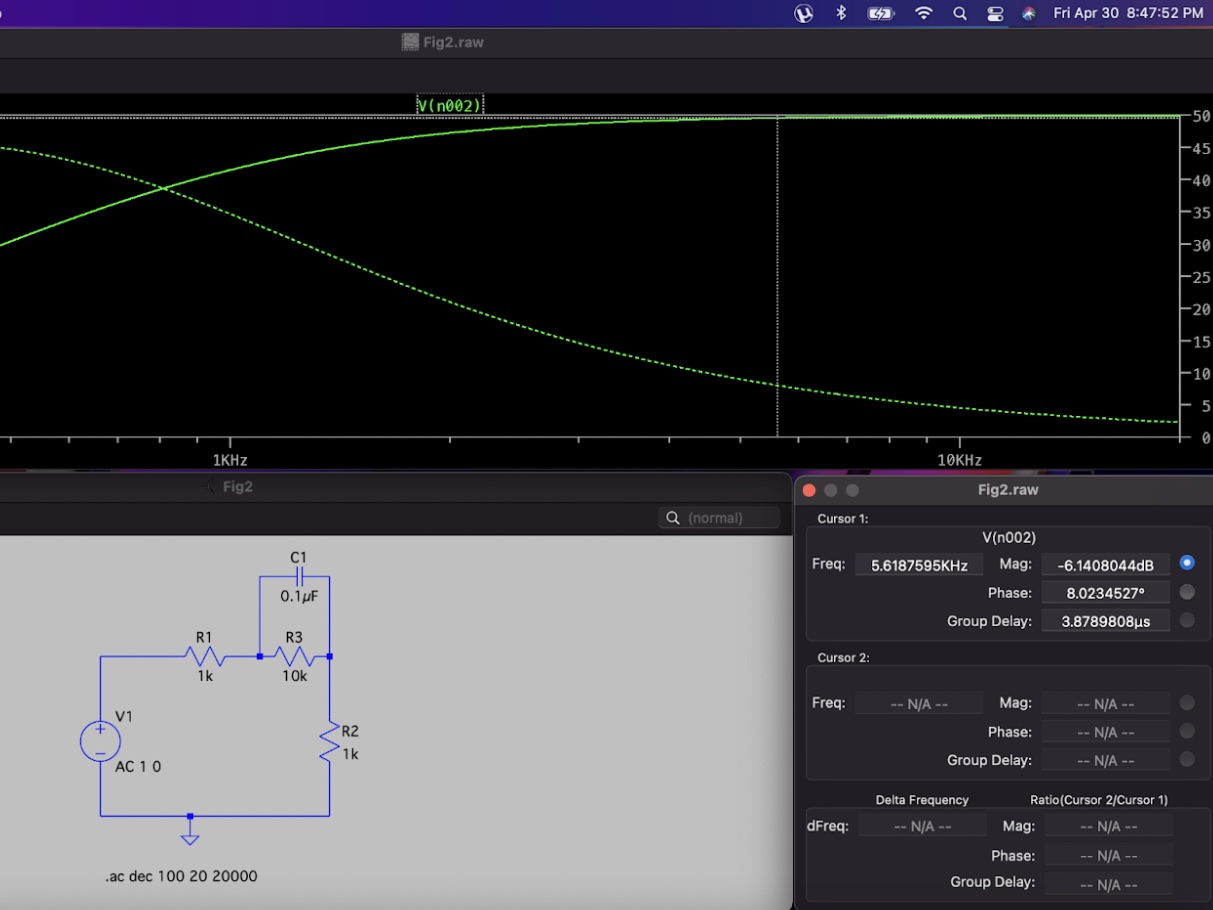 Fri Apr 30 8:47:52 PM
Fig2.raw
V(n002)
50
45
40
35
30
25
20
15
10
5
0
1KHz
10KHz
Fig2
(normal)
C1
0.1µF
R1
1k
R3
10k
V1
AC 1 0
R2
1k
.ac dec 100 20 20000
Fig2.raw
Cursor 1:
V(n002)
Freq: 5.6187595KHz Mag: -6.1408044dB
Phase: 8.0234527°
Group Delay: 3.8789808µs
Cursor 2:
Freq: -- N/A -- Mag: -- N/A --
Phase: -- N/A --
Group Delay: -- N/A --
Delta Frequency Ratio(Cursor 2/Cursor 1)
dFreq: -- N/A -- Mag: -- N/A --
Phase: -- N/A --
Group Delay: -- N/A --